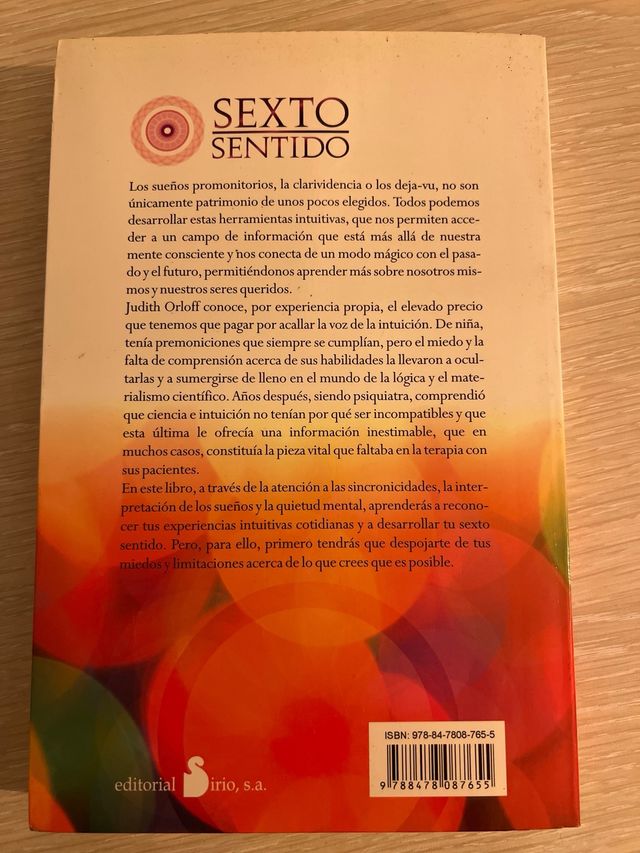 SEXTO
SENTIDO
Los sueños promonitorios, la clarividencia o los deja-vu, no son
únicamente patrimonio de unos pocos elegidos. Todos podemos
desarrollar estas herramientas intuitivas, que nos permiten acce-
der a un campo de información que está más allá de nuestra
mente consciente y nos conecta de un modo mágico con el pasa-
do y el futuro, permitiéndonos aprender más sobre nosotros mis-
mos y nuestros seres queridos.
Judith Orloff conoce, por experiencia propia, el elevado precio
que tenemos que pagar por acallar la voz de la intuición. De niña,
tenía premoniciones que siempre se cumplían, pero el miedo y la
falta de comprensión acerca de sus habilidades la llevaron a ocul-
tarlas y a sumergirse de lleno en el mundo de la lógica y el mate-
rialismo científico. Años después, siendo psiquiatra, comprendió
que ciencia e intuición no tenían por qué ser incompatibles y que
esta última le ofrecía una información inestimable, que en
muchos casos, constituía la pieza vital que faltaba en la terapia con
sus pacientes.
En este libro, a través de la atención a las sincronicidades, la inter-
pretación de los sueños y la quietud mental, aprenderás a recono-
cer tus experiencias intuitivas cotidianas y a desarrollar tu sexto
sentido. Pero, para ello, primero tendrás que despojarte de tus
miedos y limitaciones acerca de lo que crees que es posible.
ISBN: 978-84-7808-765-5
9 788478 087655
editorial Sirio, s.a.